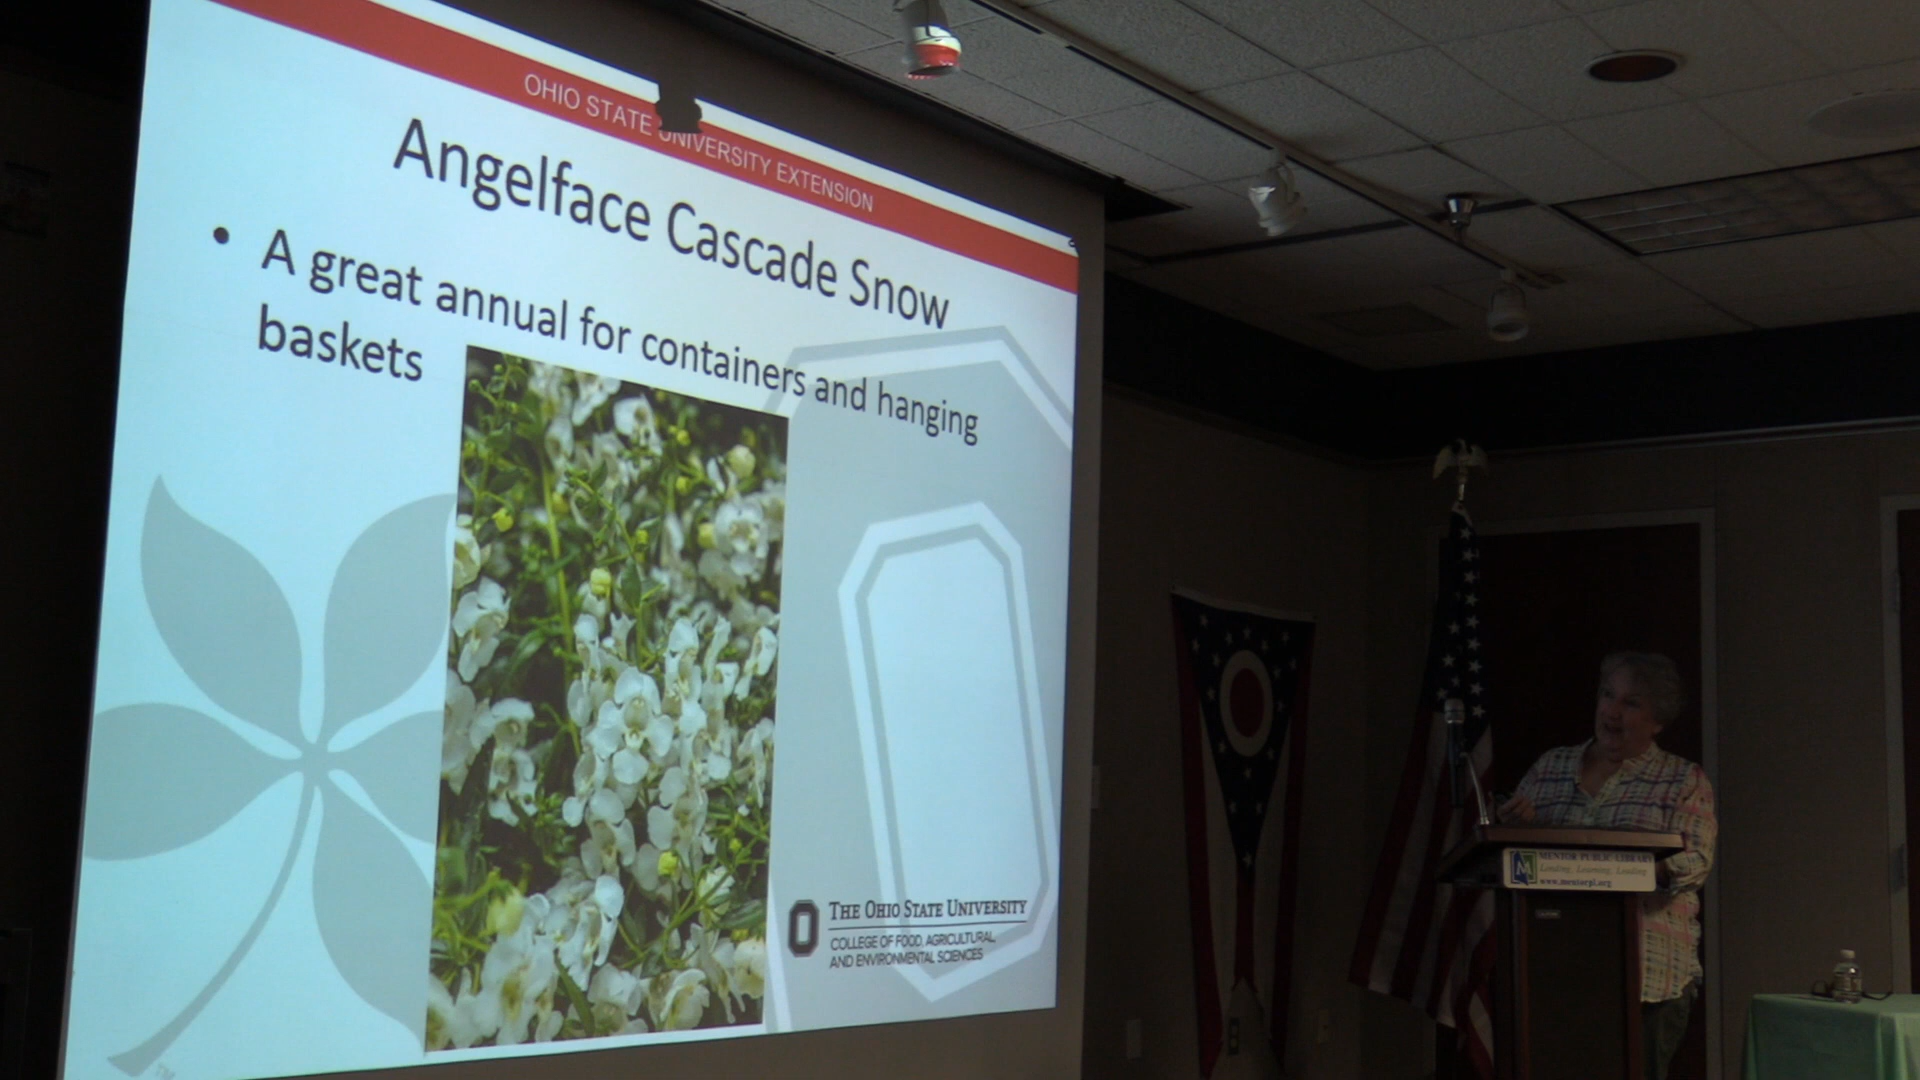 OHIO STATE UNIVERSITY EXTENSION
Angelface Cascade Snow
• A great annual for containers and hanging
baskets
THE OHIO STATE UNIVERSITY
COLLEGE OF FOOD, AGRICULTURAL,
AND ENVIRONMENTAL SCIENCES
TM
MENTOR PUBLIC LIBRARY
Lending, Learning, Leading
www.mentorpl.org